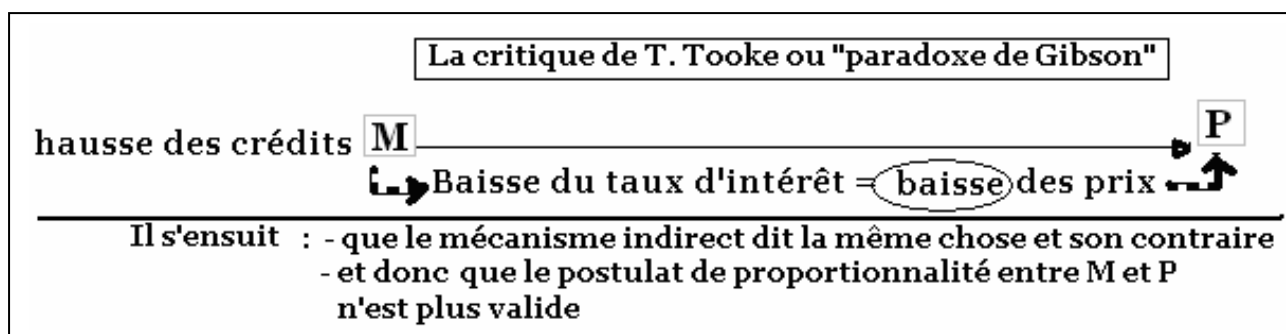 La critique de T. Tooke ou "paradoxe de Gibson"
hausse des crédits M P
Baisse du taux d'intérêt = baisse des prix
Il s'ensuit : - que le mécanisme indirect dit la même chose et son contraire
- et donc que le postulat de proportionnalité entre M et P
n'est plus valide